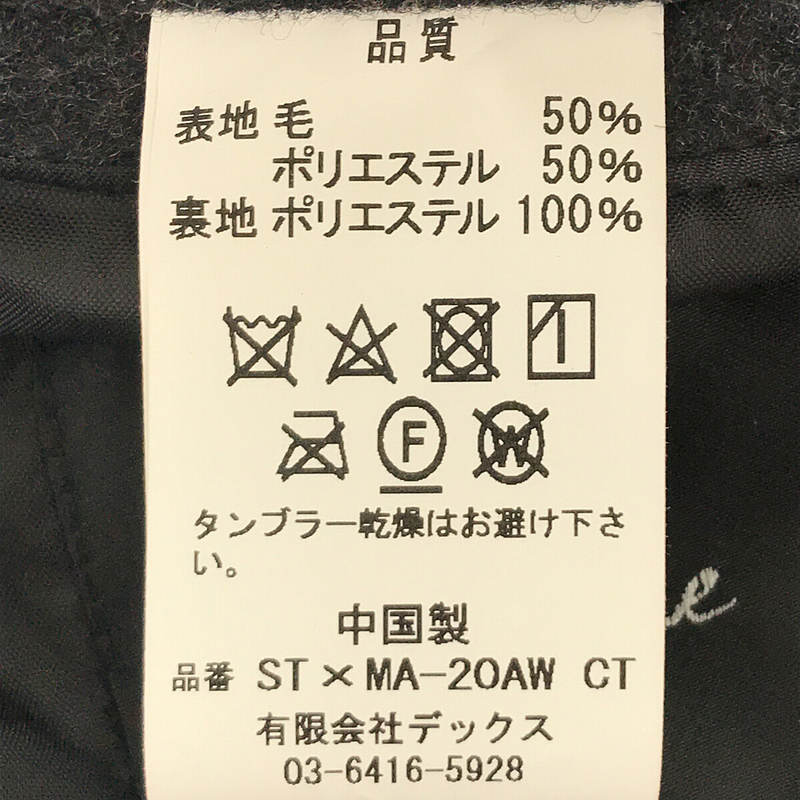 品質
表地 毛 50%
ポリエステル 50%
裏地 ポリエステル 100%
F
W
タンブラー乾燥はお避け下さ
い。
中国製
品番 ST×MA-20AW CT
有限会社デックス
03-6416-5928